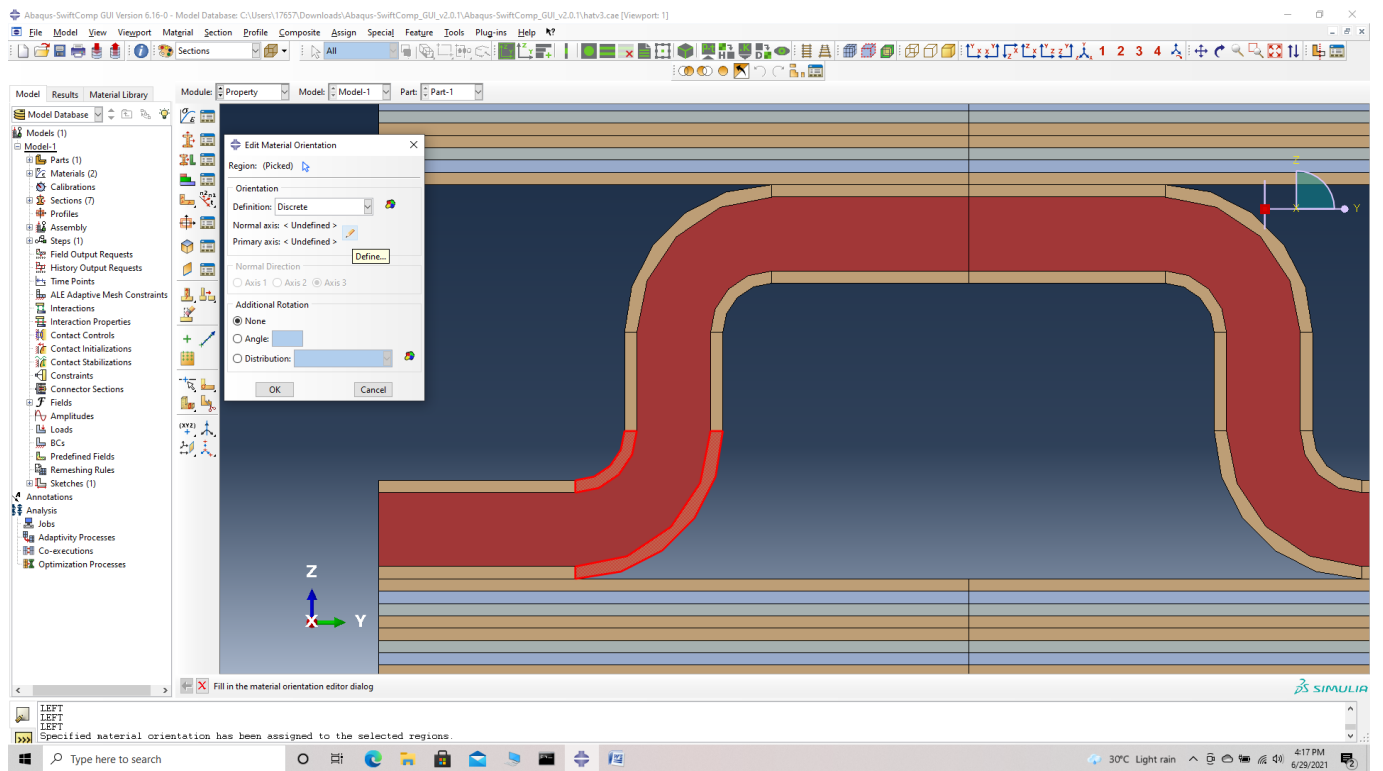 Abaqus-SwiftComp GUI Version 6.16-0 - Model Database: C:\Users\17657\Downloads\Abaqus-SwiftComp_GUI_v2.0.1\Abaqus-SwiftComp_GUI_v2.0.1\hatv3.cae [Viewport: 1]
File Model View Viewport Material Section Profile Composite Assign Special Feature Tools Plug-ins Help
Sections All 1 2 3 4
Model Results Material Library Module: Property Model: Model-1 Part: Part-1
Model Database
Models (1)
Model-1
Parts (1)
Materials (2)
Calibrations
Sections (7)
Profiles
Assembly
Steps (1)
Field Output Requests
History Output Requests
Time Points
ALE Adaptive Mesh Constraints
Interactions
Interaction Properties
Contact Controls
Contact Initializations
Contact Stabilizations
Constraints
Connector Sections
Fields
Amplitudes
Loads
BCs
Predefined Fields
Remeshing Rules
Sketches (1)
Annotations
Analysis
Jobs
Adaptivity Processes
Co-executions
Optimization Processes
Edit Material Orientation
Region: (Picked)
Orientation
Definition: Discrete
Normal axis: < Undefined >
Primary axis: < Undefined >
Define...
Normal Direction
Axis 1 Axis 2 Axis 3
Additional Rotation
None
Angle:
Distribution:
OK Cancel
Z
X Y
Z
X Y
Fill in the material orientation editor dialog
SIMULIA
LEFT
LEFT
LEFT
Specified material orientation has been assigned to the selected regions.
Type here to search
30°C Light rain
4:17 PM
6/29/2021
2